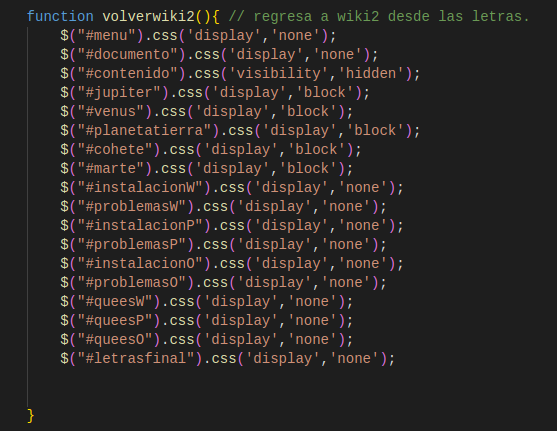 function volverwiki2(){ // regresa a wiki2 desde las letras.
$("#menu").css('display','none');
$("#documento").css('display','none');
$("#contenido").css('visibility','hidden');
$("#jupiter").css('display','block');
$("#venus").css('display','block');
$("#planetatierra").css('display','block');
$("#cohete").css('display','block');
$("#marte").css('display','block');
$("#instalacionW").css('display','none');
$("#problemasW").css('display','none');
$("#instalacionP").css('display','none');
$("#problemasP").css('display','none');
$("#instalacionO").css('display','none');
$("#problemasO").css('display','none');
$("#queesW").css('display','none');
$("#queesP").css('display','none');
$("#queesO").css('display','none');
$("#letrasfinal").css('display','none');
}